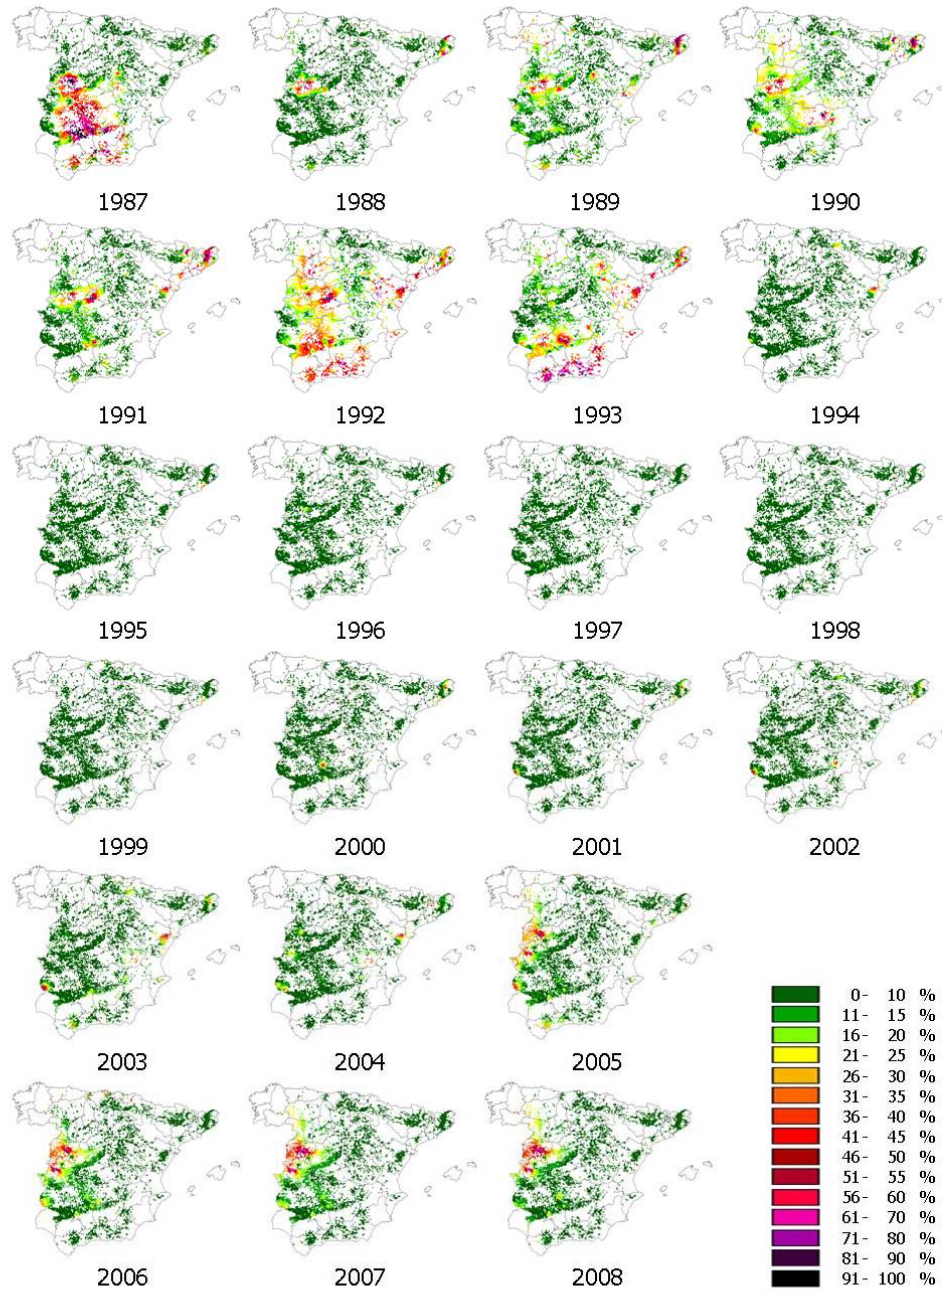 1987 1988 1989 1990
1991 1992 1993 1994
1995 1996 1997 1998
1999 2000 2001 2002
2003 2004 2005
0- 10 %
11- 15 %
16- 20 %
21- 25 %
26- 30 %
31- 35 %
36- 40 %
41- 45 %
46- 50 %
51- 55 %
56- 60 %
61- 70 %
71- 80 %
81- 90 %
91- 100 %
2006 2007 2008